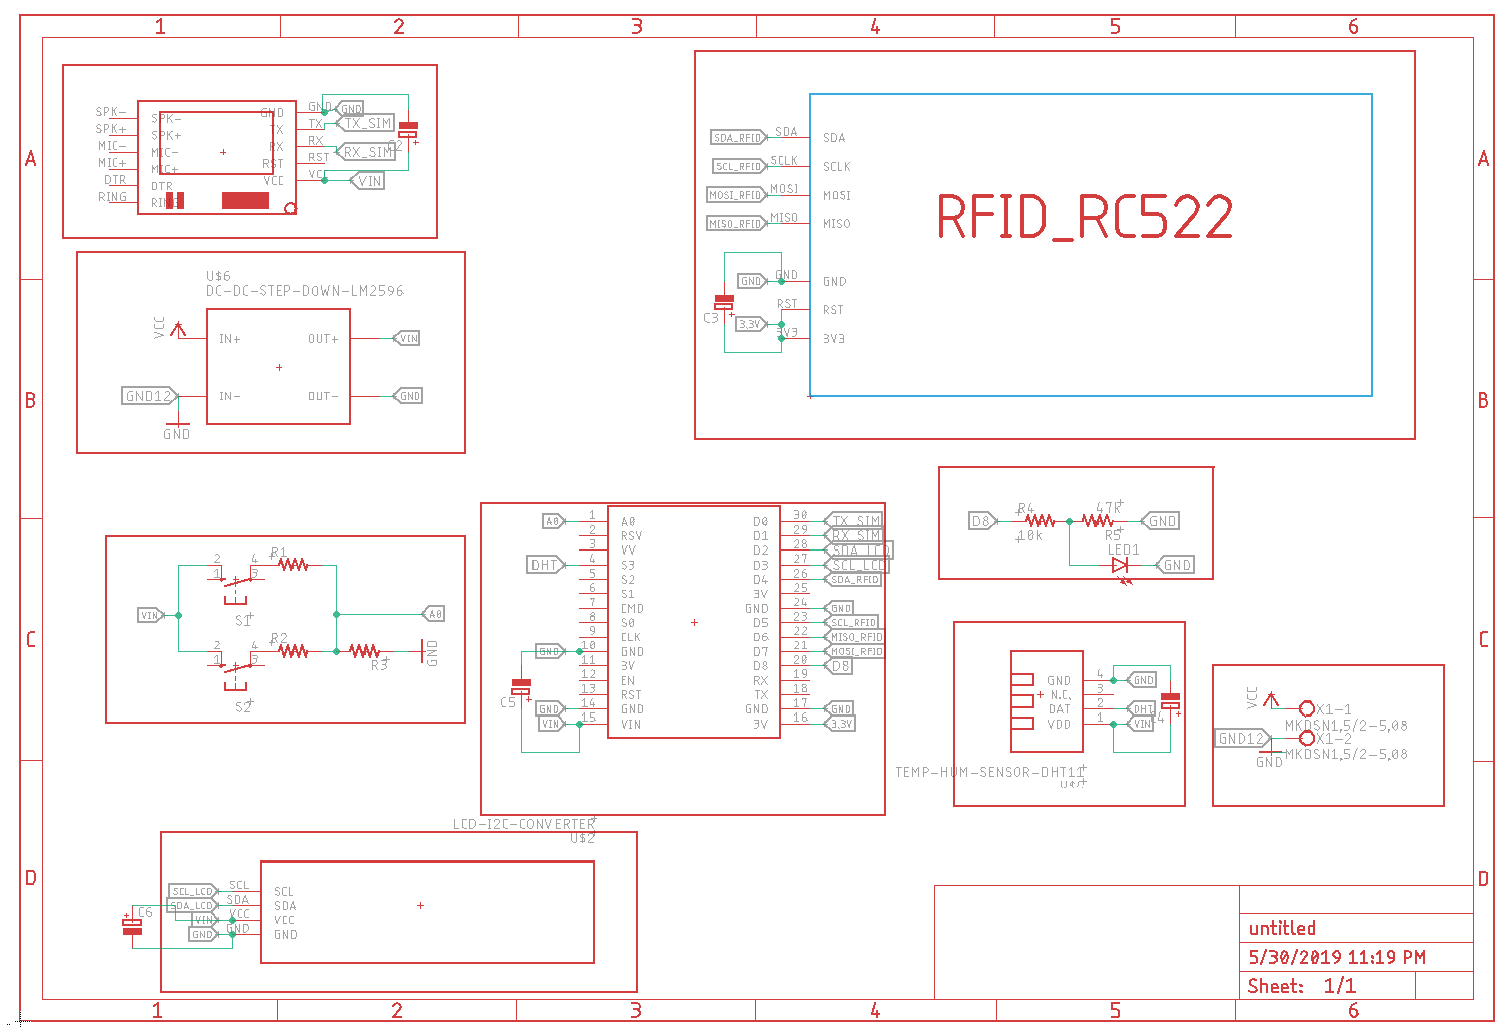 1 2 3 4 5 6
A A
B B
C C
D D
1 2 3 4 5 6
SPK-
SPK+
MIC-
MIC+
DTR
RING
SPK-
SPK+
MIC-
MIC+
DTR
RING
GND
TX
RX
RST
VCC
GND
TX
RX
RST
VCC
GND
TX_SIM
RX_SIM
VIN
C2
SDA_RFID
SCL_RFID
MOSI_RFID
MISO_RFID
GND
3,3V
SDA
SCLK
MOSI
MISO
GND
RST
3V3
SDA
SCLK
MOSI
MISO
GND
RST
3V3
C3
RFID_RC522
U$6
DC-DC-STEP-DOWN-LM2596
VCC
IN+
OUT+
VIN
GND12
IN-
OUT-
GND
GND
D8
R4
10k
47K
R5
GND
LED1
GND
VIN
2 4
1 3
S1
R1
2 4
1 3
S2
R2
R3
A0
GND
A0
DHT
GND
GND
VIN
C5
1 A0
2 RSV
3 VV
4 S3
5 S2
6 S1
7 CMD
8 S0
9 CLK
10 GND
11 3V
12 EN
13 RST
14 GND
15 VIN
D0 30 TX_SIM
D1 29 RX_SIM
D2 28 SDA_LCD
D3 27 SCL_LCD
D4 26 SDA_RFID
3V 25
GND 24 GND
D5 23 SCL_RFID
D6 22 MISO_RFID
D7 21 MOSI_RFID
D8 20 D8
RX 19
TX 18
GND 17 GND
3V 16 3,3V
GND 4 GND
N.C. 3
DAT 2 DHT
VDD 1 VIN
TEMP-HUM-SENSOR-DHT11
VCC
X1-1
MKDSN1,5/2-5,08
GND12
X1-2
MKDSN1,5/2-5,08
GND
LCD-I2C-CONVERTER
U$2
C6
SCL_LCD SCL SCL
SDA_LCD SDA SDA
VIN VCC VCC
GND GND GND
untitled
5/30/2019 11:19 PM
Sheet: 1/1